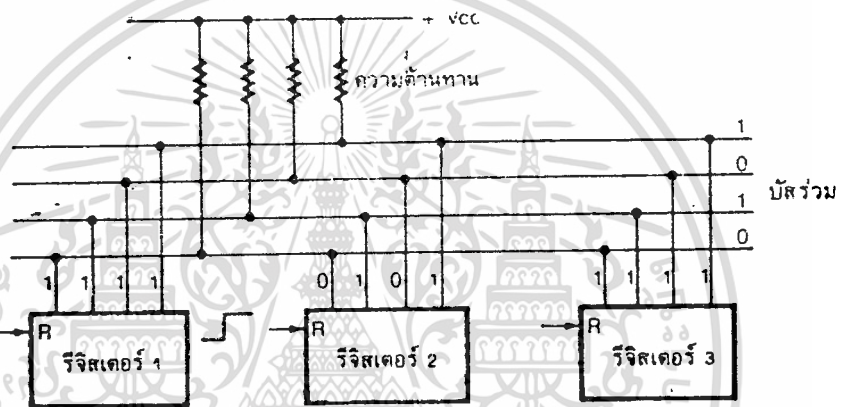 + Vcc
ความต้านทาน
1
0
1
0
บัสร่วม
1 1 1 1
0 1 0 1
1 1 1 1
R
R
R
รีจิสเตอร์ 1
รีจิสเตอร์ 2
รีจิสเตอร์ 3